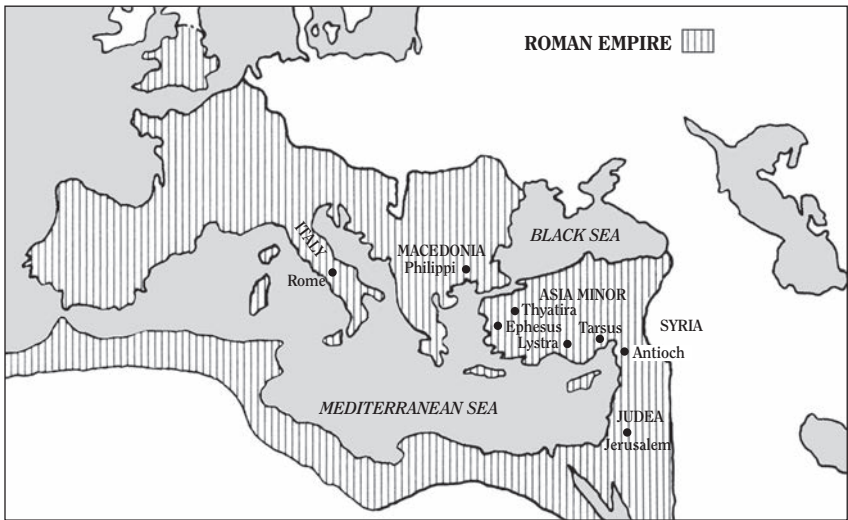 ROMAN EMPIRE
ITALY
Rome
MACEDONIA
Philippi
BLACK SEA
ASIA MINOR
Thyatira
Ephesus
Lystra
Tarsus
SYRIA
Antioch
MEDITERRANEAN SEA
JUDEA
Jerusalem